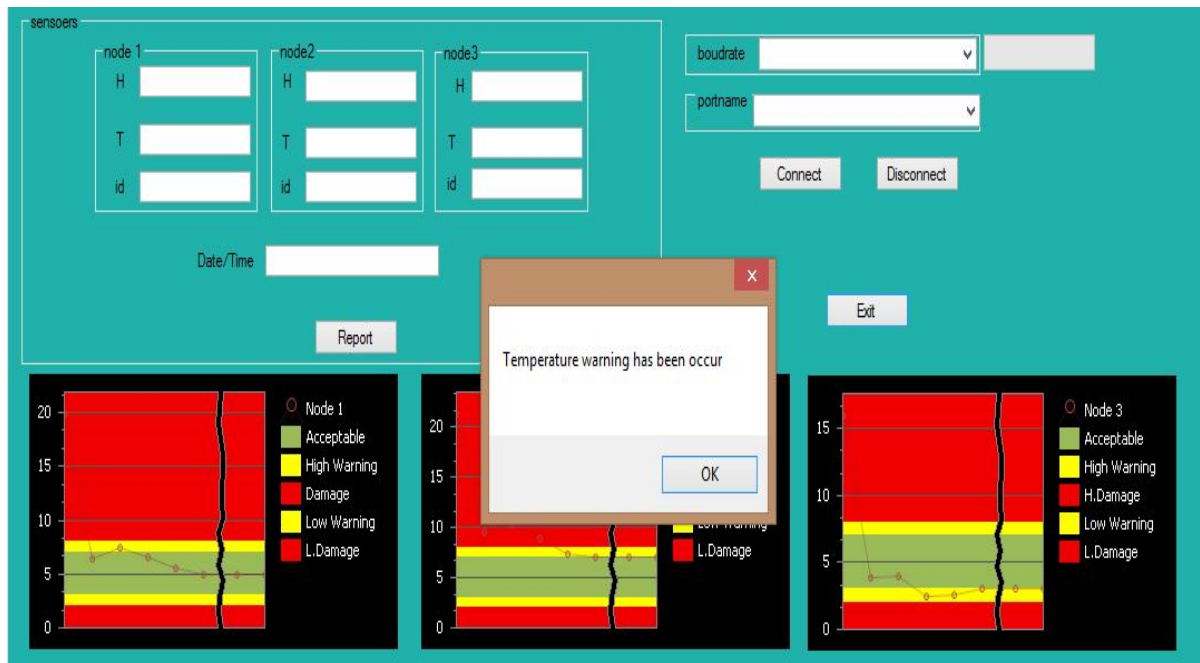 sensoers
node 1
H
T
id
node2
H
T
id
node3
H
T
id
Date/Time
Report
boudrate
portname
Connect
Disconnect
Exit
x
Temperature warning has been occur
OK
20
15
10
5
0
Node 1
Acceptable
High Warning
Damage
Low Warning
L.Damage
20
15
10
5
0
Low Warning
L.Damage
15
10
5
0
Node 3
Acceptable
High Warning
H.Damage
Low Warning
L.Damage